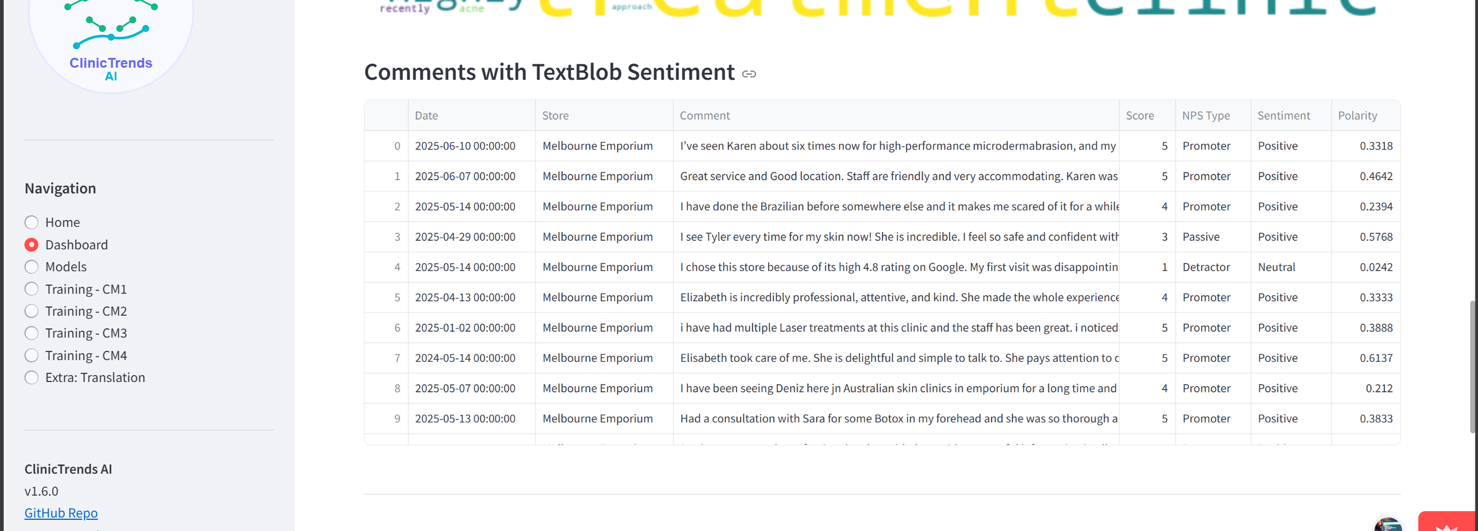 recently
acne
approach
treatment
clinic
ClinicTrends
AI
Navigation
Home
Dashboard
Models
Training - CM1
Training - CM2
Training - CM3
Training - CM4
Extra: Translation
ClinicTrends AI
v1.6.0
GitHub Repo
Comments with TextBlob Sentiment
Date Store Comment Score NPS Type Sentiment Polarity
0 2025-06-10 00:00:00 Melbourne Emporium I've seen Karen about six times now for high-performance microdermabrasion, and my 5 Promoter Positive 0.3318
1 2025-06-07 00:00:00 Melbourne Emporium Great service and Good location. Staff are friendly and very accommodating. Karen was 5 Promoter Positive 0.4642
2 2025-05-14 00:00:00 Melbourne Emporium I have done the Brazilian before somewhere else and it makes me scared of it for a while 4 Promoter Positive 0.2394
3 2025-04-29 00:00:00 Melbourne Emporium I see Tyler every time for my skin now! She is incredible. I feel so safe and confident with 3 Passive Positive 0.5768
4 2025-05-14 00:00:00 Melbourne Emporium I chose this store because of its high 4.8 rating on Google. My first visit was disappointin 1 Detractor Neutral 0.0242
5 2025-04-13 00:00:00 Melbourne Emporium Elizabeth is incredibly professional, attentive, and kind. She made the whole experience 4 Promoter Positive 0.3333
6 2025-01-02 00:00:00 Melbourne Emporium i have had multiple Laser treatments at this clinic and the staff has been great. i noticed 5 Promoter Positive 0.3888
7 2024-05-14 00:00:00 Melbourne Emporium Elisabeth took care of me. She is delightful and simple to talk to. She pays attention to c 5 Promoter Positive 0.6137
8 2025-05-07 00:00:00 Melbourne Emporium I have been seeing Deniz here jn Australian skin clinics in emporium for a long time and 4 Promoter Positive 0.212
9 2025-05-13 00:00:00 Melbourne Emporium Had a consultation with Sara for some Botox in my forehead and she was so thorough a 5 Promoter Positive 0.3833